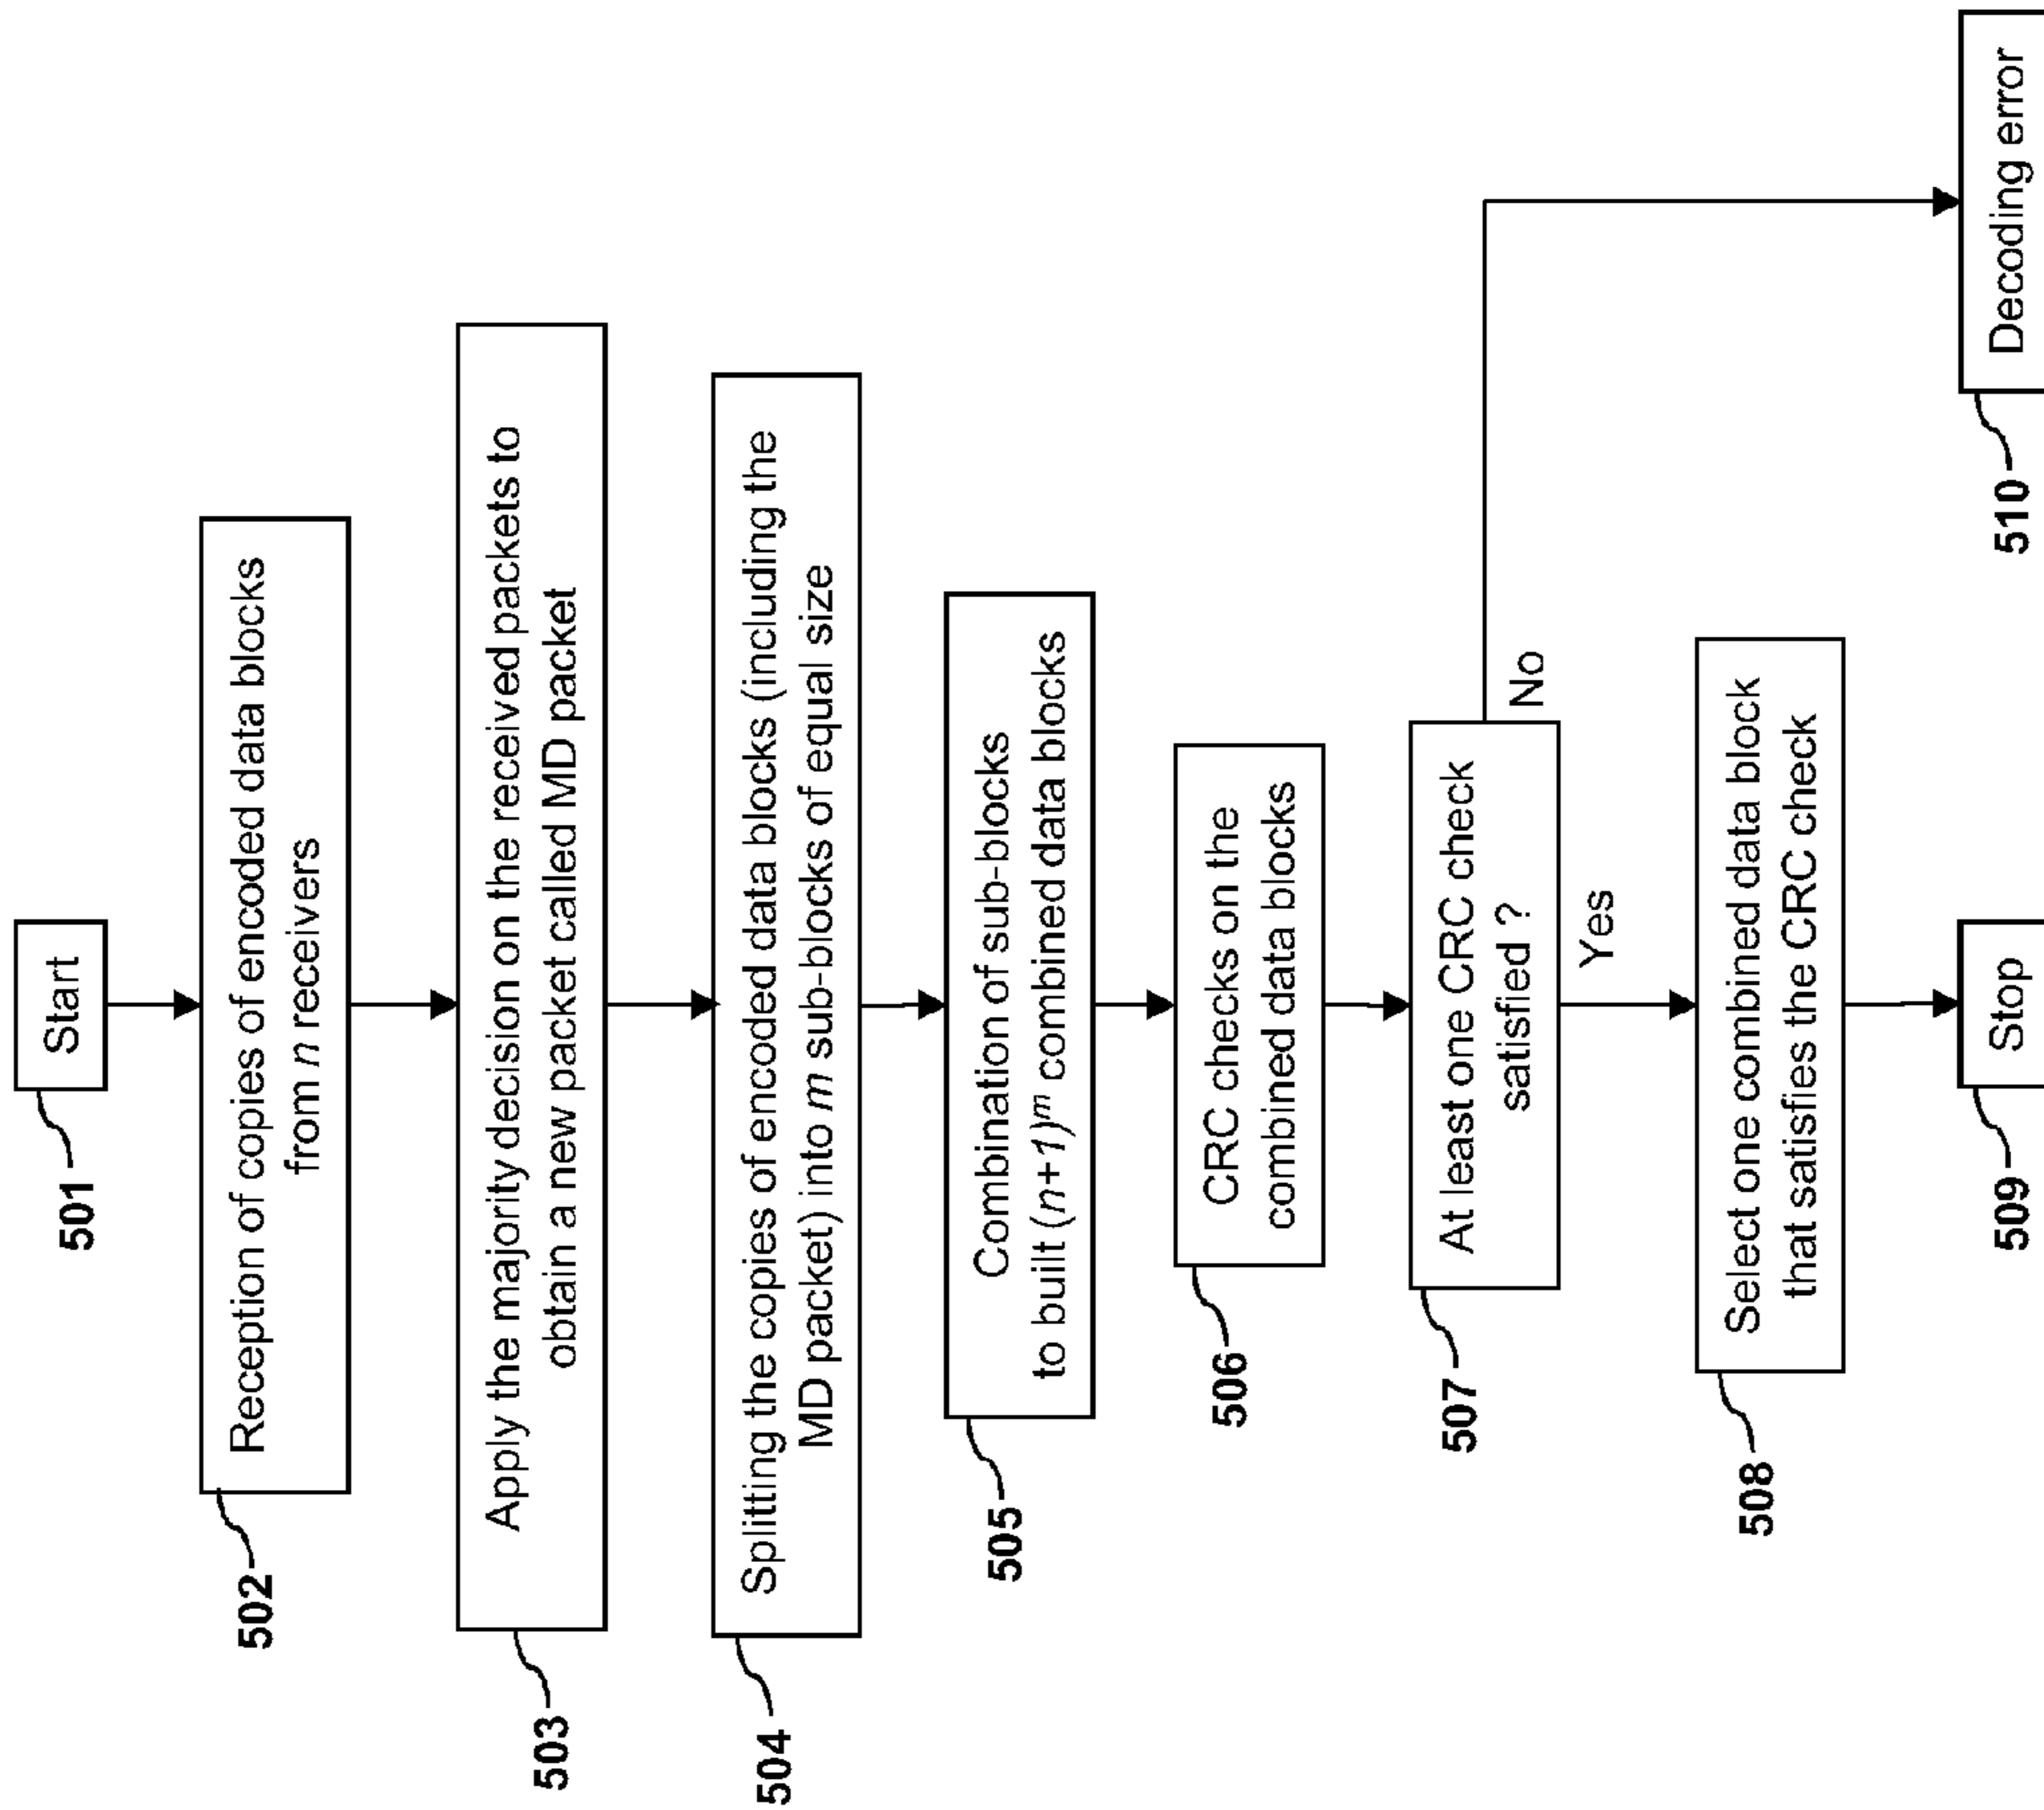 501
Start
502
Reception of copies of encoded data blocks
from n receivers
503
Apply the majority decision on the received packets to
obtain a new packet called MD packet
504
Splitting the copies of encoded data blocks (including the
MD packet) into m sub-blocks of equal size
505
Combination of sub-blocks
to built (n+1)^m combined data blocks
506
CRC checks on the
combined data blocks
507
At least one CRC check
satisfied ?
No
Yes
508
Select one combined data block
that satisfies the CRC check
509
Stop
510
Decoding error